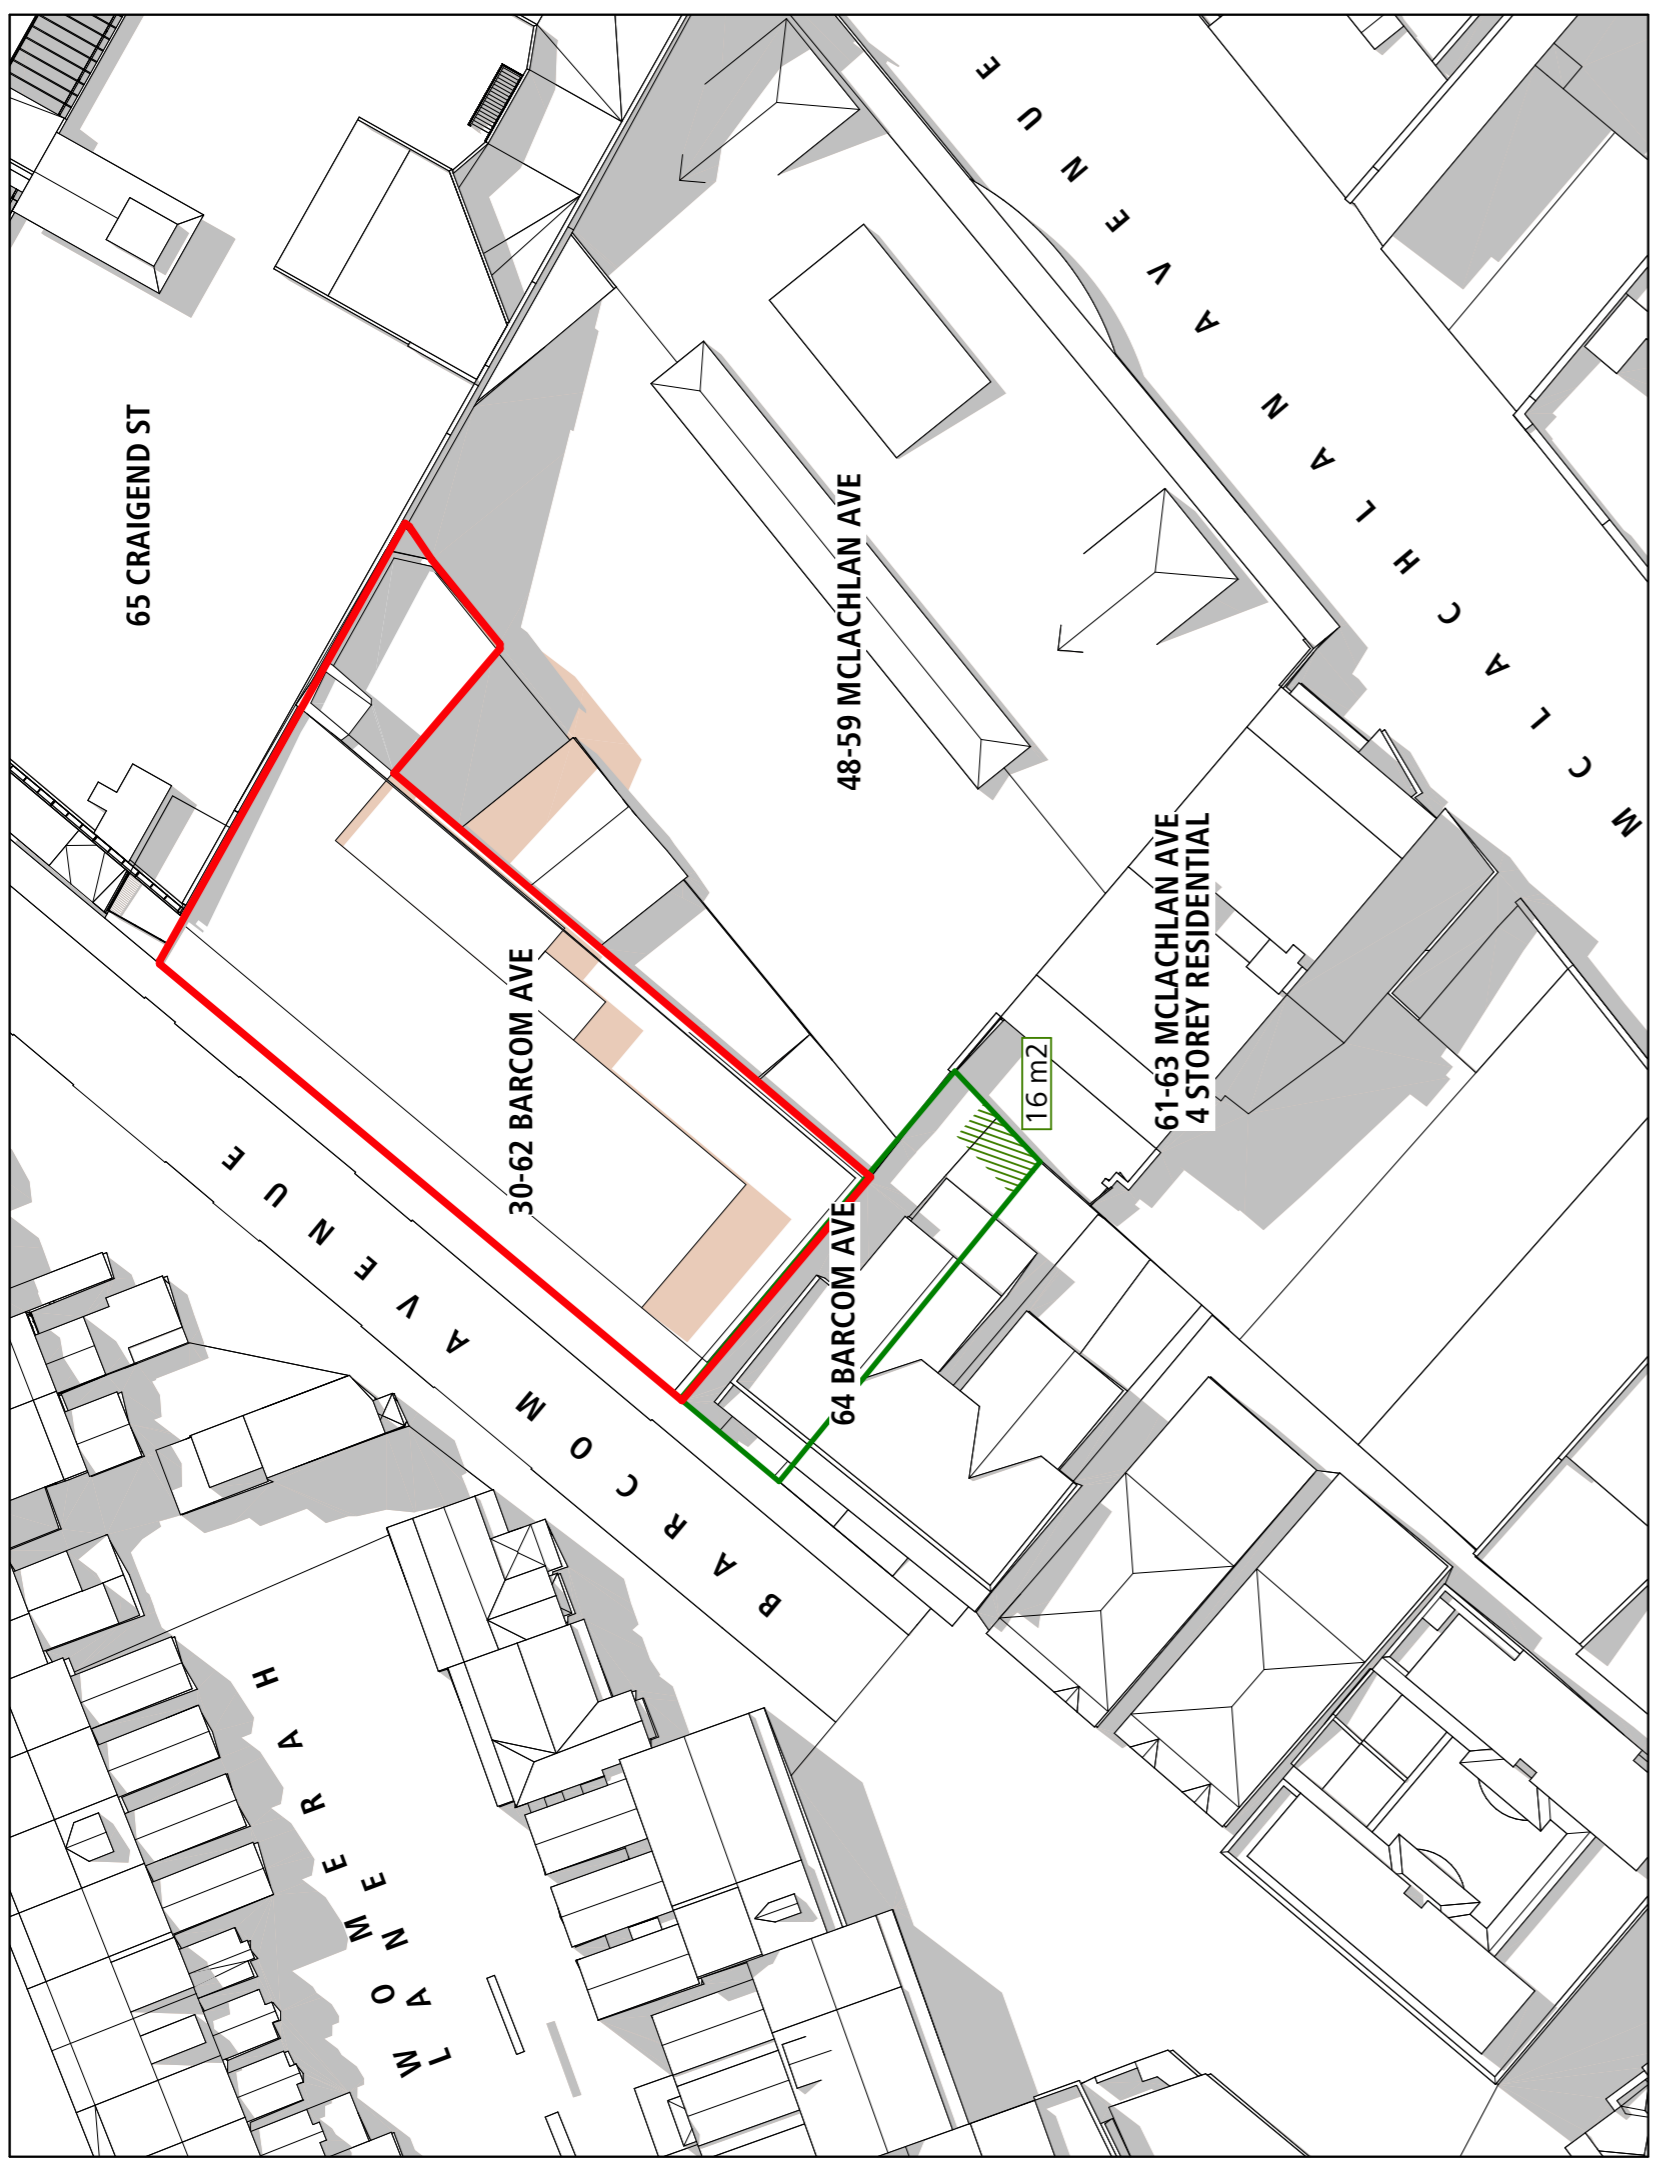 65 CRAIGEND ST
30-62 BARCOM AVE
48-59 MCLACHLAN AVE
64 BARCOM AVE
16 m2
61-63 MCLACHLAN AVE
4 STOREY RESIDENTIAL
BARCOM AVENUE
MCLACHLAN AVENUE
WOMEERAH
LANE